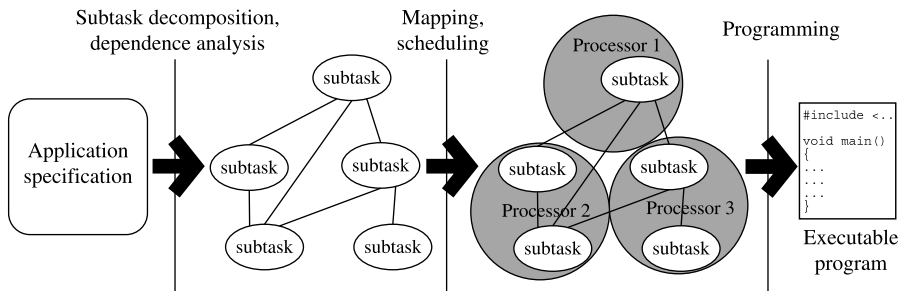 Subtask decomposition,
dependence analysis
Mapping,
scheduling
Programming
Application
specification
subtask
subtask
subtask
subtask
subtask
Processor 1
subtask
subtask
Processor 2
subtask
subtask
Processor 3
subtask
#include <..
void main()
{
...
...
...
}
Executable
program